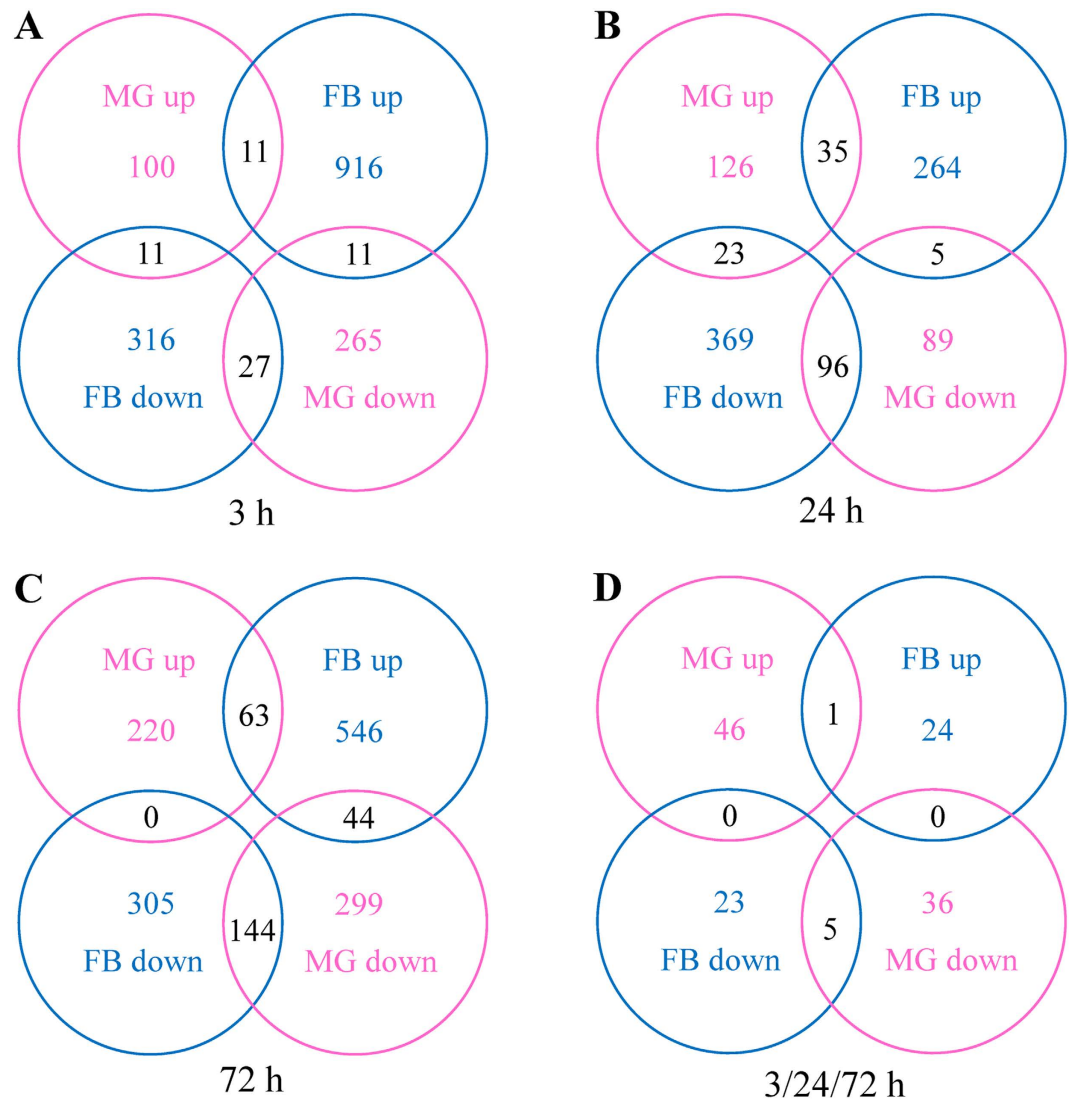 A
MG up
FB up
100
11
916
11
11
316
27
265
FB down
MG down
3 h
B
MG up
FB up
126
35
264
23
5
369
96
89
FB down
MG down
24 h
C
MG up
FB up
220
63
546
0
44
305
144
299
FB down
MG down
72 h
D
MG up
FB up
46
1
24
0
0
23
5
36
FB down
MG down
3/24/72 h